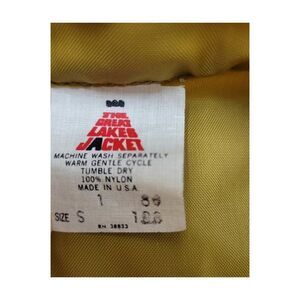 THE
GREAT
LAKES
JACKET
MACHINE WASH SEPARATELY
WARM GENTLE CYCLE
TUMBLE DRY
100% NYLON
MADE IN U.S.A
1
SIZE S
RN 38833